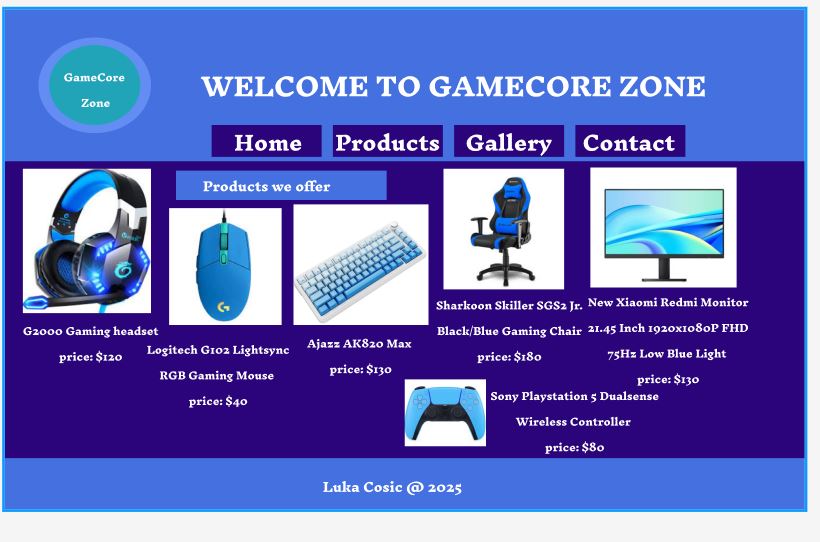 GameCore
Zone
WELCOME TO GAMECORE ZONE
Home Products Gallery Contact
Products we offer
G2000 Gaming headset
price: $120
Logitech G102 Lightsync
RGB Gaming Mouse
price: $40
Ajazz AK820 Max
price: $130
Sharkoon Skiller SGS2 Jr.
Black/Blue Gaming Chair
price: $180
New Xiaomi Redmi Monitor
21.45 Inch 1920x1080P FHD
75Hz Low Blue Light
price: $130
Sony Playstation 5 Dualsense
Wireless Controller
price: $80
Luka Cosic @ 2025